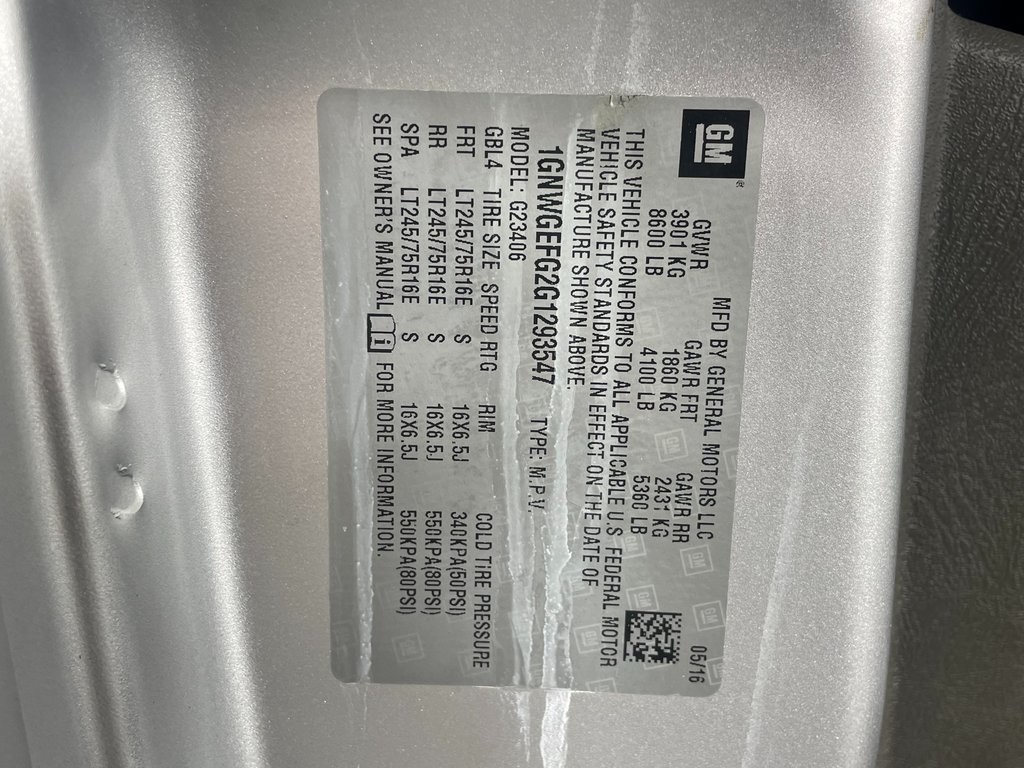 GM®
MFD BY GENERAL MOTORS LLC 05/16
GVWR GAWR FRT GAWR RR
3901 KG 1860 KG 2431 KG
8600 LB 4100 LB 5360 LB
THIS VEHICLE CONFORMS TO ALL APPLICABLE U.S. FEDERAL MOTOR
VEHICLE SAFETY STANDARDS IN EFFECT ON THE DATE OF
MANUFACTURE SHOWN ABOVE.
1GNWGEFG2G1293547 TYPE: M.P.V.
MODEL: G23406
GBL4 TIRE SIZE SPEED RTG RIM COLD TIRE PRESSURE
FRT LT245/75R16E S 16X6.5J 340KPA(50PSI)
RR LT245/75R16E S 16X6.5J 550KPA(80PSI)
SPA LT245/75R16E S 16X6.5J 550KPA(80PSI)
SEE OWNER'S MANUAL i FOR MORE INFORMATION.